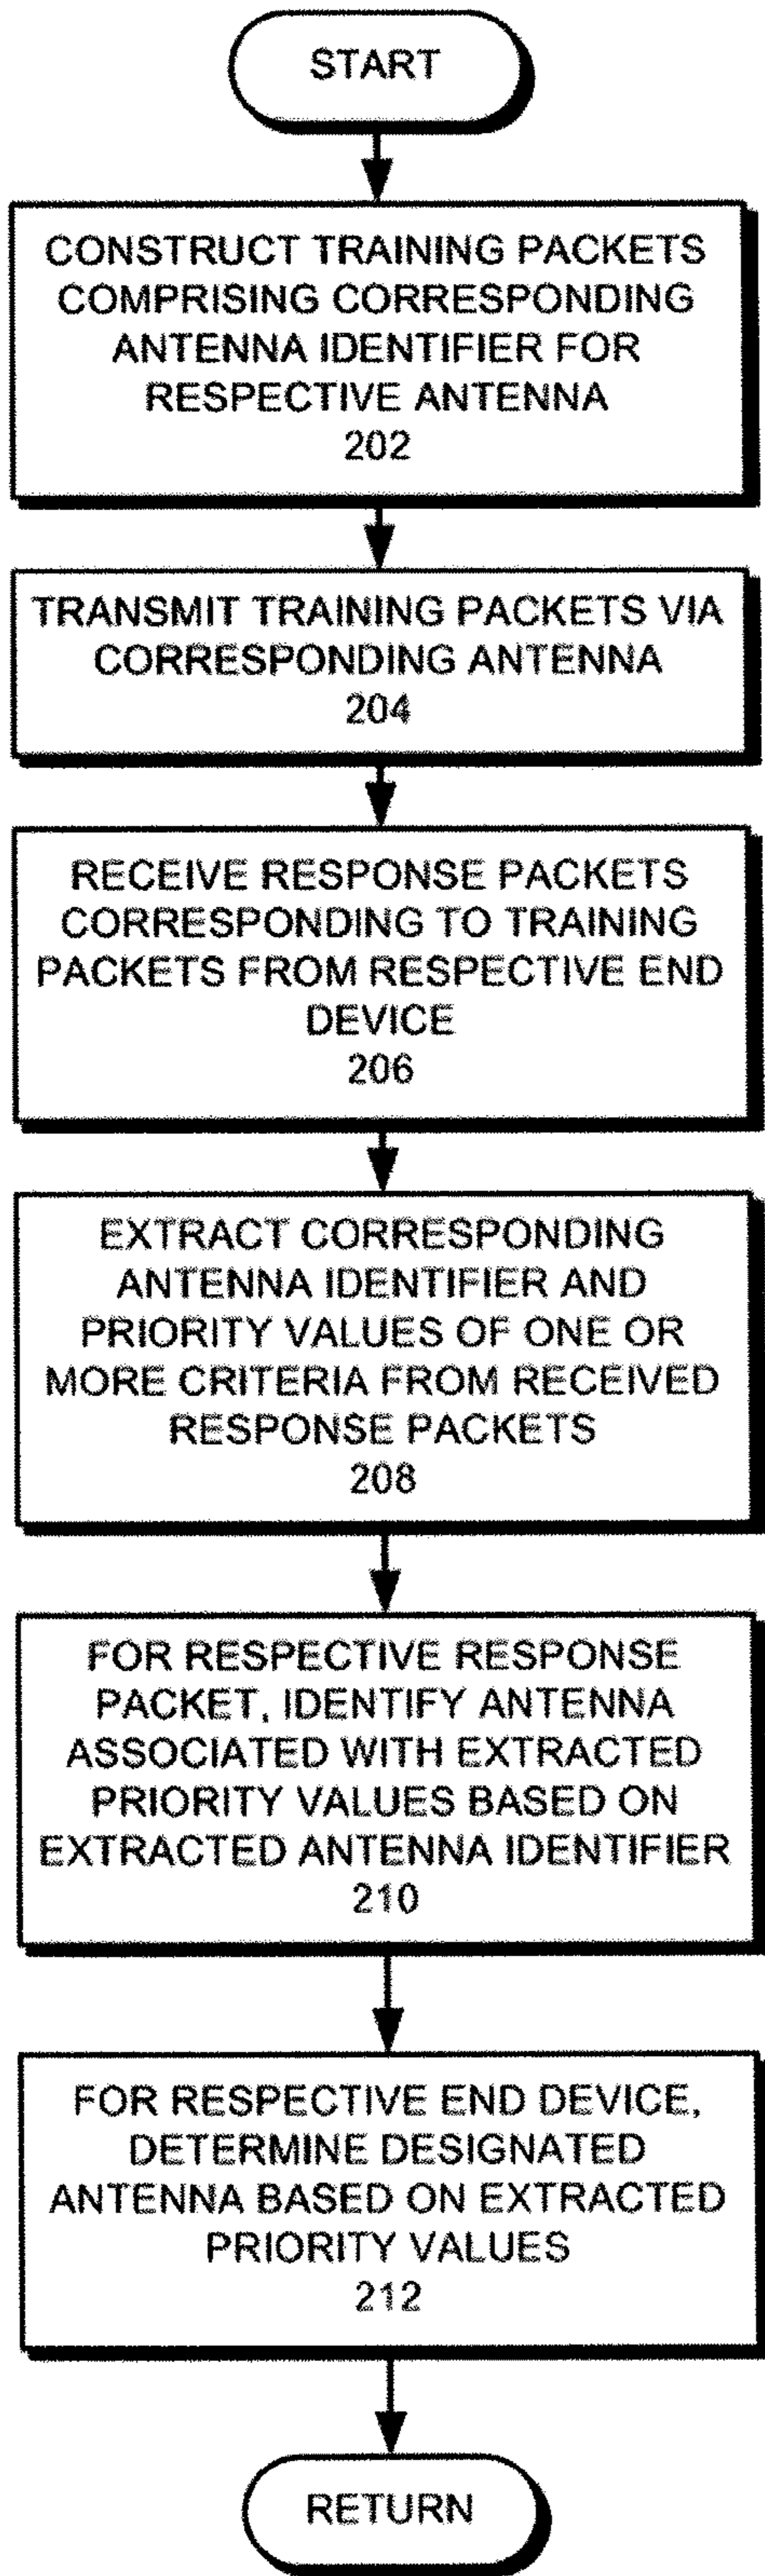 START
CONSTRUCT TRAINING PACKETS
COMPRISING CORRESPONDING
ANTENNA IDENTIFIER FOR
RESPECTIVE ANTENNA
202
TRANSMIT TRAINING PACKETS VIA
CORRESPONDING ANTENNA
204
RECEIVE RESPONSE PACKETS
CORRESPONDING TO TRAINING
PACKETS FROM RESPECTIVE END
DEVICE
206
EXTRACT CORRESPONDING
ANTENNA IDENTIFIER AND
PRIORITY VALUES OF ONE OR
MORE CRITERIA FROM RECEIVED
RESPONSE PACKETS
208
FOR RESPECTIVE RESPONSE
PACKET, IDENTIFY ANTENNA
ASSOCIATED WITH EXTRACTED
PRIORITY VALUES BASED ON
EXTRACTED ANTENNA IDENTIFIER
210
FOR RESPECTIVE END DEVICE,
DETERMINE DESIGNATED
ANTENNA BASED ON EXTRACTED
PRIORITY VALUES
212
RETURN